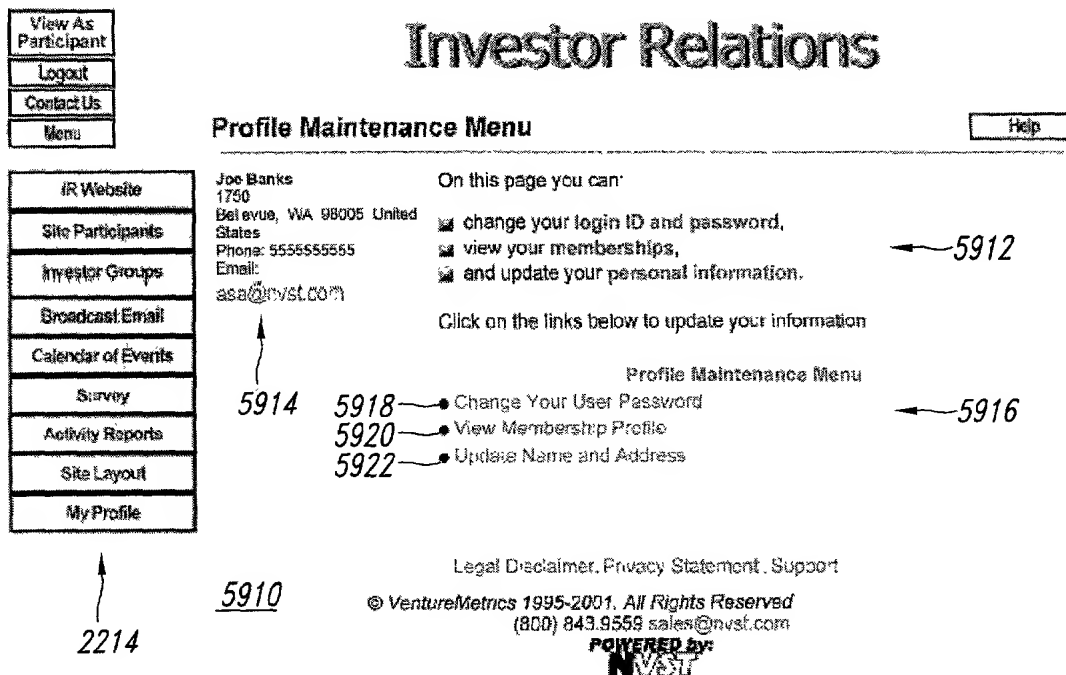 View As
Participant
Logout
Contact Us
Menu
Investor Relations
Profile Maintenance Menu
Help
IR Website
Site Participants
Investor Groups
Broadcast Email
Calendar of Events
Survey
Activity Reports
Site Layout
My Profile
2214
Joe Banks
1750
Bellevue, WA 98005 United
States
Phone: 5555555555
Email:
asa@nvst.com
5914
On this page you can:
change your login ID and password,
view your memberships,
and update your personal information.
5912
Click on the links below to update your information
Profile Maintenance Menu
5918 • Change Your User Password
5916
5920 • View Membership Profile
5922 • Update Name and Address
Legal Disclaimer. Privacy Statement. Support
5910
© VentureMetrics 1995-2001. All Rights Reserved
(800) 843.9559 sales@nvst.com
POWERED by:
NVST